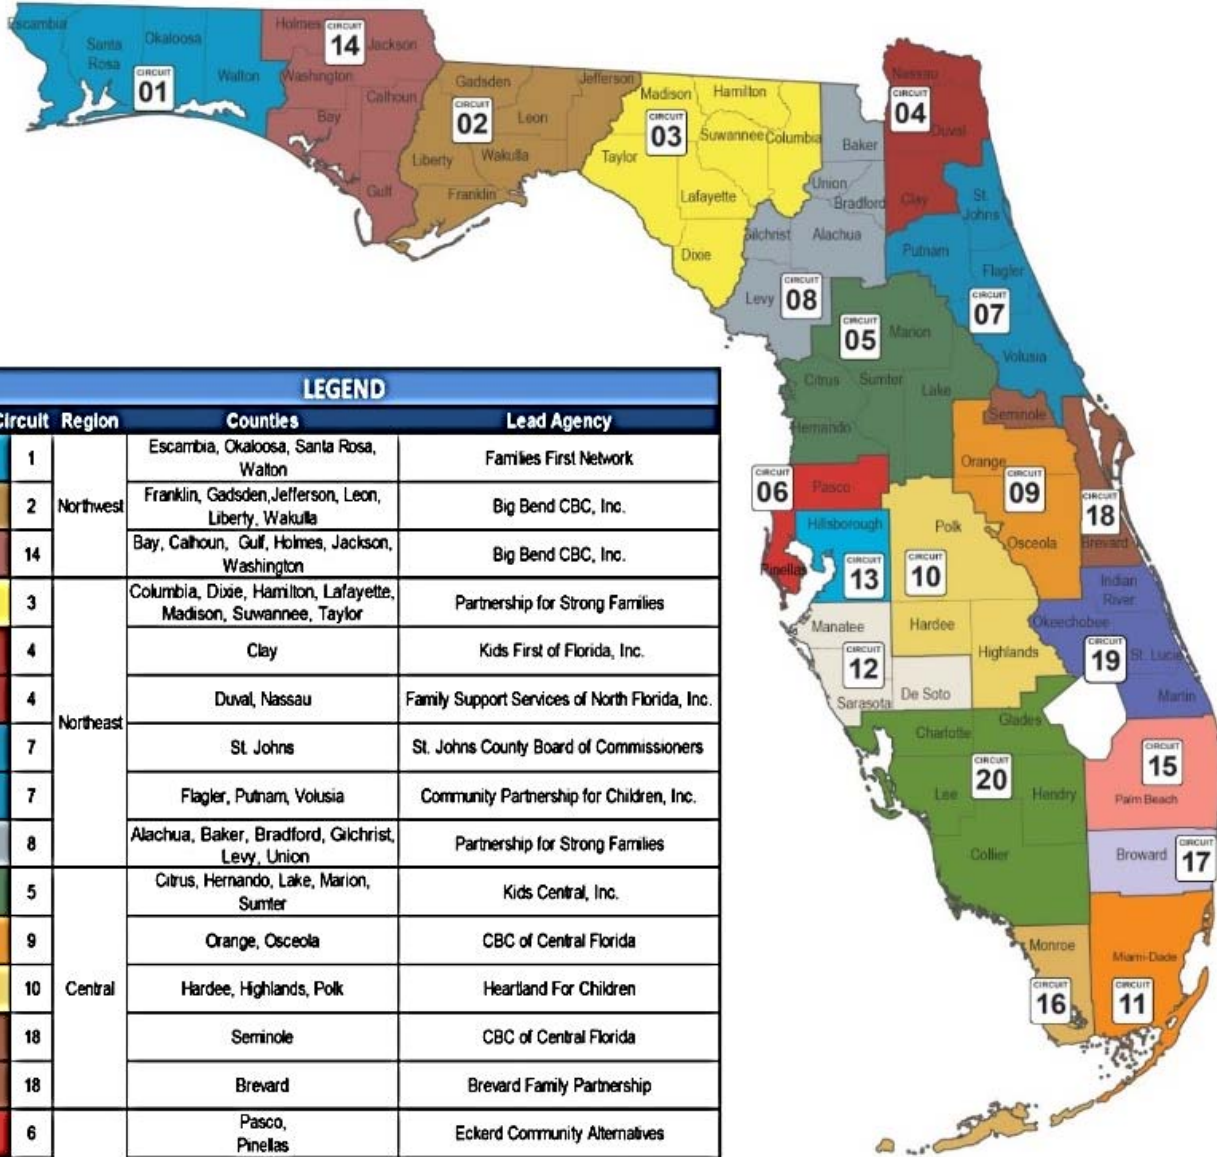 Escambia
Santa
Rosa
Okaloosa
Walton
CIRCUIT
01
Holmes
CIRCUIT
14
Jackson
Washington
Calhoun
Bay
Gulf
Gadsden
Jefferson
CIRCUIT
02
Leon
Liberty
Wakulla
Franklin
Madison
Hamilton
CIRCUIT
03
Suwannee
Columbia
Taylor
Lafayette
Dixie
Nassau
CIRCUIT
04
Duval
Clay
Baker
Union
Bradford
Gilchrist
Alachua
Levy
CIRCUIT
08
St.
Johns
Putnam
Flagler
CIRCUIT
07
Volusia
CIRCUIT
05
Marion
Citrus
Sumter
Lake
Hernando
Seminole
Orange
CIRCUIT
09
Osceola
CIRCUIT
18
Brevard
CIRCUIT
06
Pasco
Pinellas
Hillsborough
CIRCUIT
13
Polk
CIRCUIT
10
Hardee
Highlands
Manatee
CIRCUIT
12
De Soto
Sarasota
Indian
River
Okeechobee
CIRCUIT
19
St. Lucie
Martin
Charlotte
Glades
CIRCUIT
20
Lee
Hendry
Collier
CIRCUIT
15
Palm Beach
Broward
CIRCUIT
17
Monroe
CIRCUIT
16
Miami-Dade
CIRCUIT
11
LEGEND
Circuit Region Counties Lead Agency
1 Escambia, Okaloosa, Santa Rosa,
Walton Families First Network
Northwest
2 Franklin, Gadsden,Jefferson, Leon,
Liberty, Wakulla Big Bend CBC, Inc.
14 Bay, Calhoun, Gulf, Holmes, Jackson,
Washington Big Bend CBC, Inc.
3 Columbia, Dixie, Hamilton, Lafayette,
Madison, Suwannee, Taylor Partnership for Strong Families
4 Clay Kids First of Florida, Inc.
4 Duval, Nassau Family Support Services of North Florida, Inc.
Northeast
7 St. Johns St. Johns County Board of Commissioners
7 Flagler, Putnam, Volusia Community Partnership for Children, Inc.
8 Alachua, Baker, Bradford, Gilchrist,
Levy, Union Partnership for Strong Families
5 Citrus, Hernando, Lake, Marion,
Sumter Kids Central, Inc.
9 Orange, Osceola CBC of Central Florida
10 Central Hardee, Highlands, Polk Heartland For Children
18 Seminole CBC of Central Florida
18 Brevard Brevard Family Partnership
6 Pasco,
Pinellas Eckerd Community Alternatives